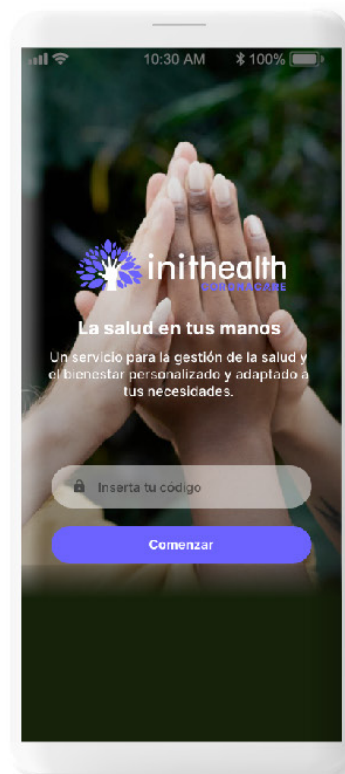 10:30 AM
100%
inithealth
CORONACARE
La salud en tus manos
Un servicio para la gestión de la salud y
el bienestar personalizado y adaptado a
tus necesidades.
Inserta tu código
Comenzar